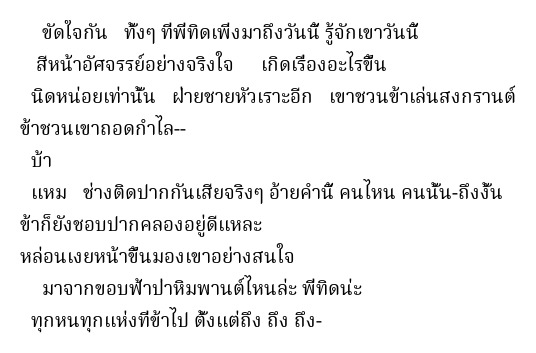 ขัดใจกัน ทั้งๆ ที่พี่ทิดเพิ่งมาถึงวันนี้ รู้จักเขาวันนี้
สีหน้าอัศจรรย์อย่างจริงใจ เกิดเรื่องอะไรขึ้น
นิดหน่อยเท่านั้น ฝ่ายชายหัวเราะอีก เขาชวนข้าเล่นสงกรานต์
ข้าชวนเขาถอดกำไล--
บ้า
แหม ช่างติดปากกันเสียจริงๆ อ้ายคำนี้ คนไหน คนนั้น-ถึงงั้น
ข้าก็ยังชอบปากคลองอยู่ดีแหละ
หล่อนเงยหน้าขึ้นมองเขาอย่างสนใจ
มาจากขอบฟ้าป่าหิมพานต์ไหนล่ะ พี่ทิดน่ะ
ทุกหนทุกแห่งที่ข้าไป ตั้งแต่ถึง ถึง ถึง-